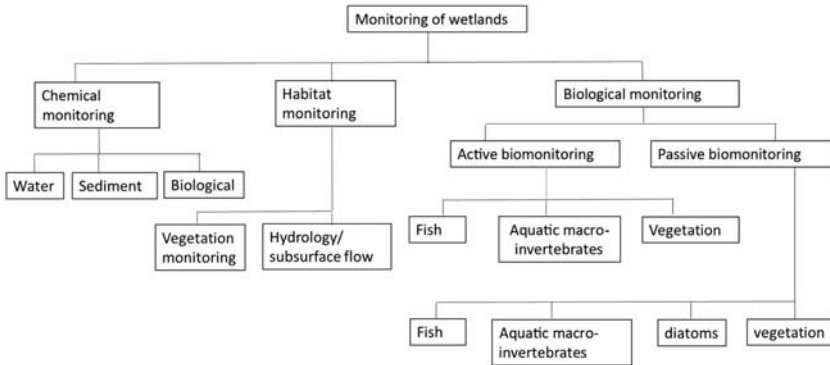 Monitoring of wetlands
Chemical
monitoring
Habitat
monitoring
Biological monitoring
Active biomonitoring
Passive biomonitoring
Water
Sediment
Biological
Vegetation
monitoring
Hydrology/
subsurface flow
Fish
Aquatic macro-
invertebrates
Vegetation
Fish
Aquatic macro-
invertebrates
diatoms
vegetation